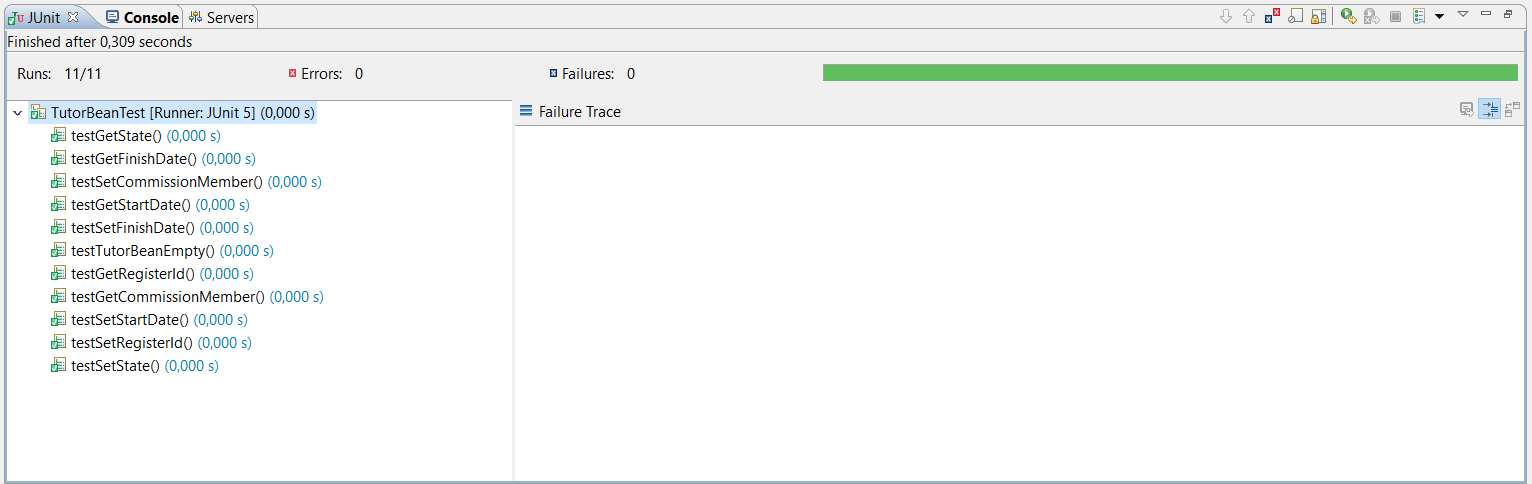 JUnit Console Servers
Finished after 0,309 seconds
Runs: 11/11 Errors: 0 Failures: 0
TutorBeanTest [Runner: JUnit 5] (0,000 s)
Failure Trace
testGetState() (0,000 s)
testGetFinishDate() (0,000 s)
testSetCommissionMember() (0,000 s)
testGetStartDate() (0,000 s)
testSetFinishDate() (0,000 s)
testTutorBeanEmpty() (0,000 s)
testGetRegisterId() (0,000 s)
testGetCommissionMember() (0,000 s)
testSetStartDate() (0,000 s)
testSetRegisterId() (0,000 s)
testSetState() (0,000 s)